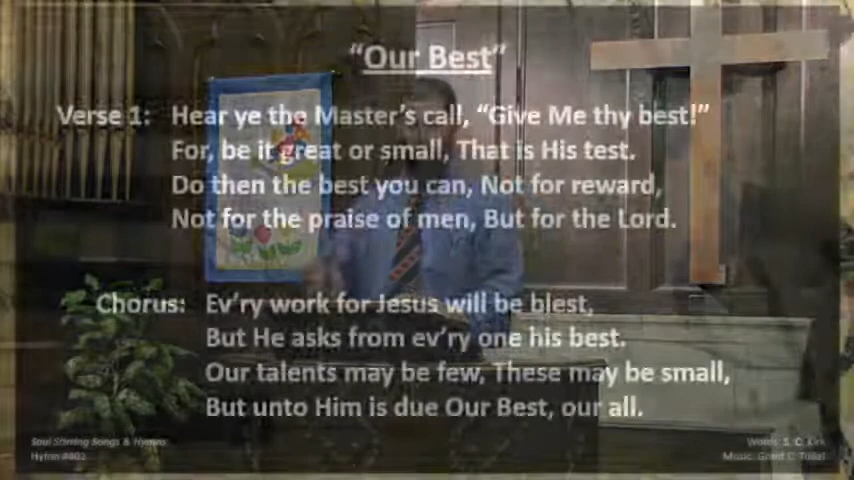 "Our Best"
Verse 1: Hear ye the Master's call, "Give Me thy best!"
For, be it great or small, That is His test.
Do then the best you can, Not for reward,
Not for the praise of men, But for the Lord.
Chorus: Ev'ry work for Jesus will be blest,
But He asks from ev'ry one his best.
Our talents may be few, These may be small,
But unto Him is due Our Best, our all.
Soul Stirring Songs & Hymns
Hymn #402
Words: S. C. Kirk
Music: Grant C. Tullar